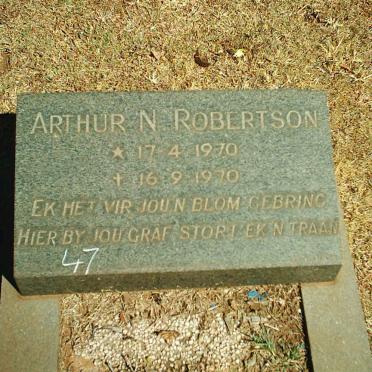 ARTHUR N. ROBERTSON
★ 17-4-1970
† 16-9-1970
EK HET VIR JOU N BLOM GEBRING
HIER BY JOU GRAF STORT EK N TRAAN
47